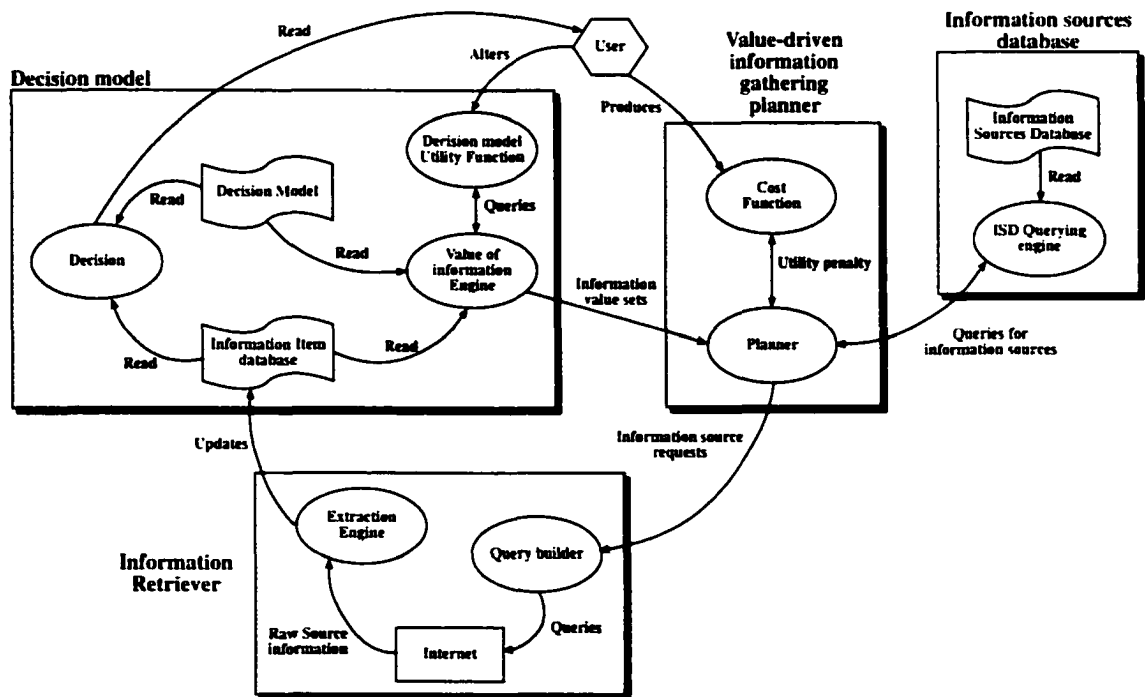 Read
User
Alters
Produces
Decision model
Decision model
Utility Function
Decision Model
Read
Queries
Read
Decision
Value of
information
Engine
Information Item
database
Read
Read
Updates
Information
value sets
Value-driven
information
gathering
planner
Cost
Function
Utility penalty
Planner
Information sources
database
Information
Sources Database
Read
ISD Querying
engine
Queries for
information sources
Information source
requests
Information
Retriever
Extraction
Engine
Query builder
Queries
Raw Source
information
Internet